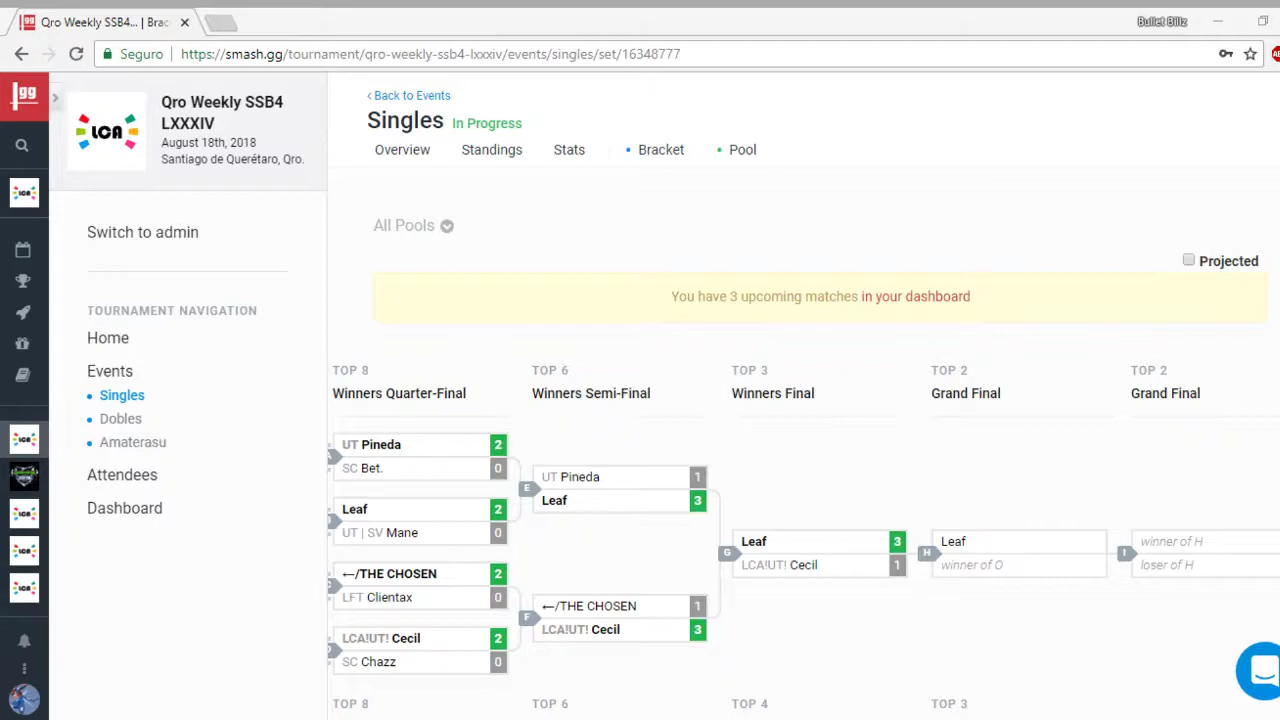 Qro Weekly SSB4... | Brac
Bullet Billz
Seguro
https://smash.gg/tournament/qro-weekly-ssb4-lxxxiv/events/singles/set/16348777
gg
LCA
Qro Weekly SSB4
LXXXIV
August 18th, 2018
Santiago de Querétaro, Qro.
Switch to admin
TOURNAMENT NAVIGATION
Home
Events
Singles
Dobles
Amaterasu
Attendees
Dashboard
‹ Back to Events
Singles In Progress
Overview Standings Stats • Bracket • Pool
All Pools
Projected
You have 3 upcoming matches in your dashboard
TOP 8 TOP 6 TOP 3 TOP 2 TOP 2
Winners Quarter-Final Winners Semi-Final Winners Final Grand Final Grand Final
UT Pineda 2
SC Bet. 0
Leaf 2
UT | SV Mane 0
←/THE CHOSEN 2
LFT Clientax 0
LCA!UT! Cecil 2
SC Chazz 0
E
UT Pineda 1
Leaf 3
F
←/THE CHOSEN 1
LCA!UT! Cecil 3
G
Leaf 3
LCA!UT! Cecil 1
H
Leaf
winner of O
I
winner of H
loser of H
TOP 8 TOP 6 TOP 4 TOP 3